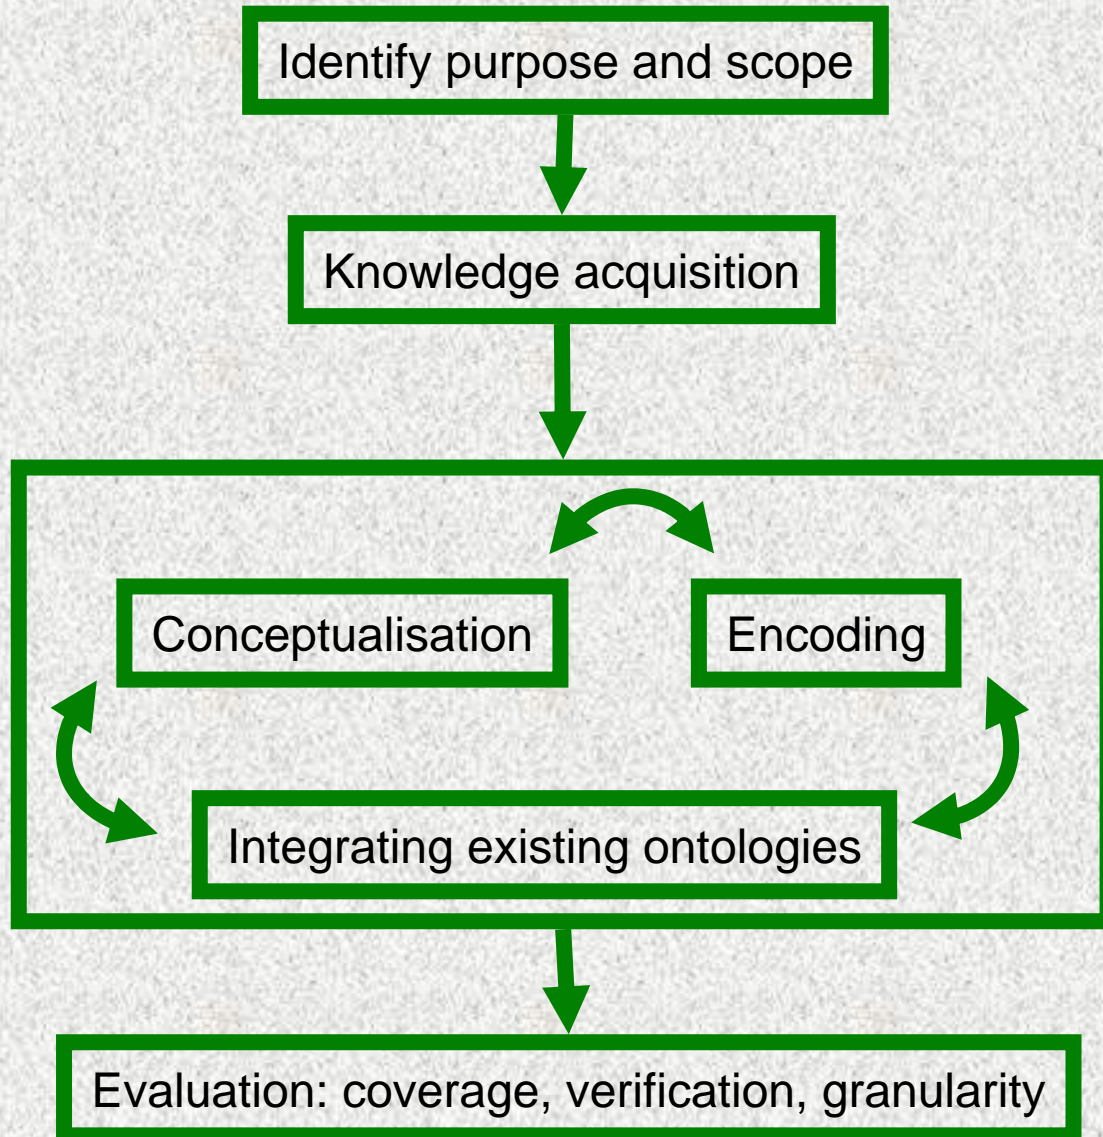 Identify purpose and scope
Knowledge acquisition
Conceptualisation
Encoding
Integrating existing ontologies
Evaluation: coverage, verification, granularity